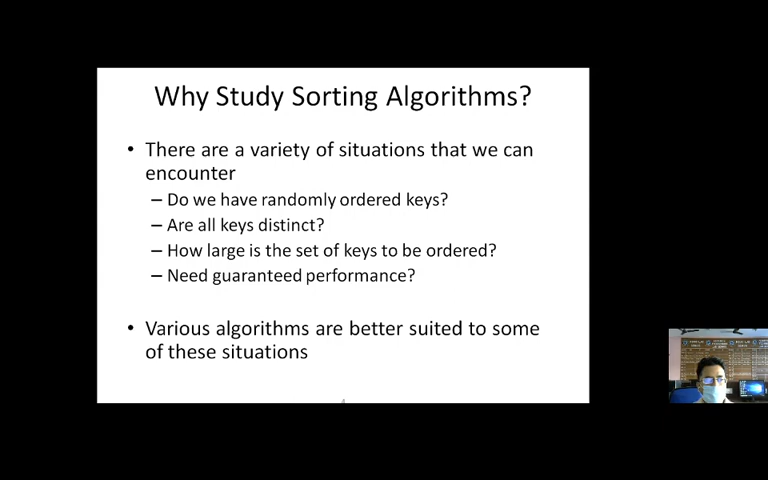 Why Study Sorting Algorithms?
• There are a variety of situations that we can
encounter
– Do we have randomly ordered keys?
– Are all keys distinct?
– How large is the set of keys to be ordered?
– Need guaranteed performance?
• Various algorithms are better suited to some
of these situations